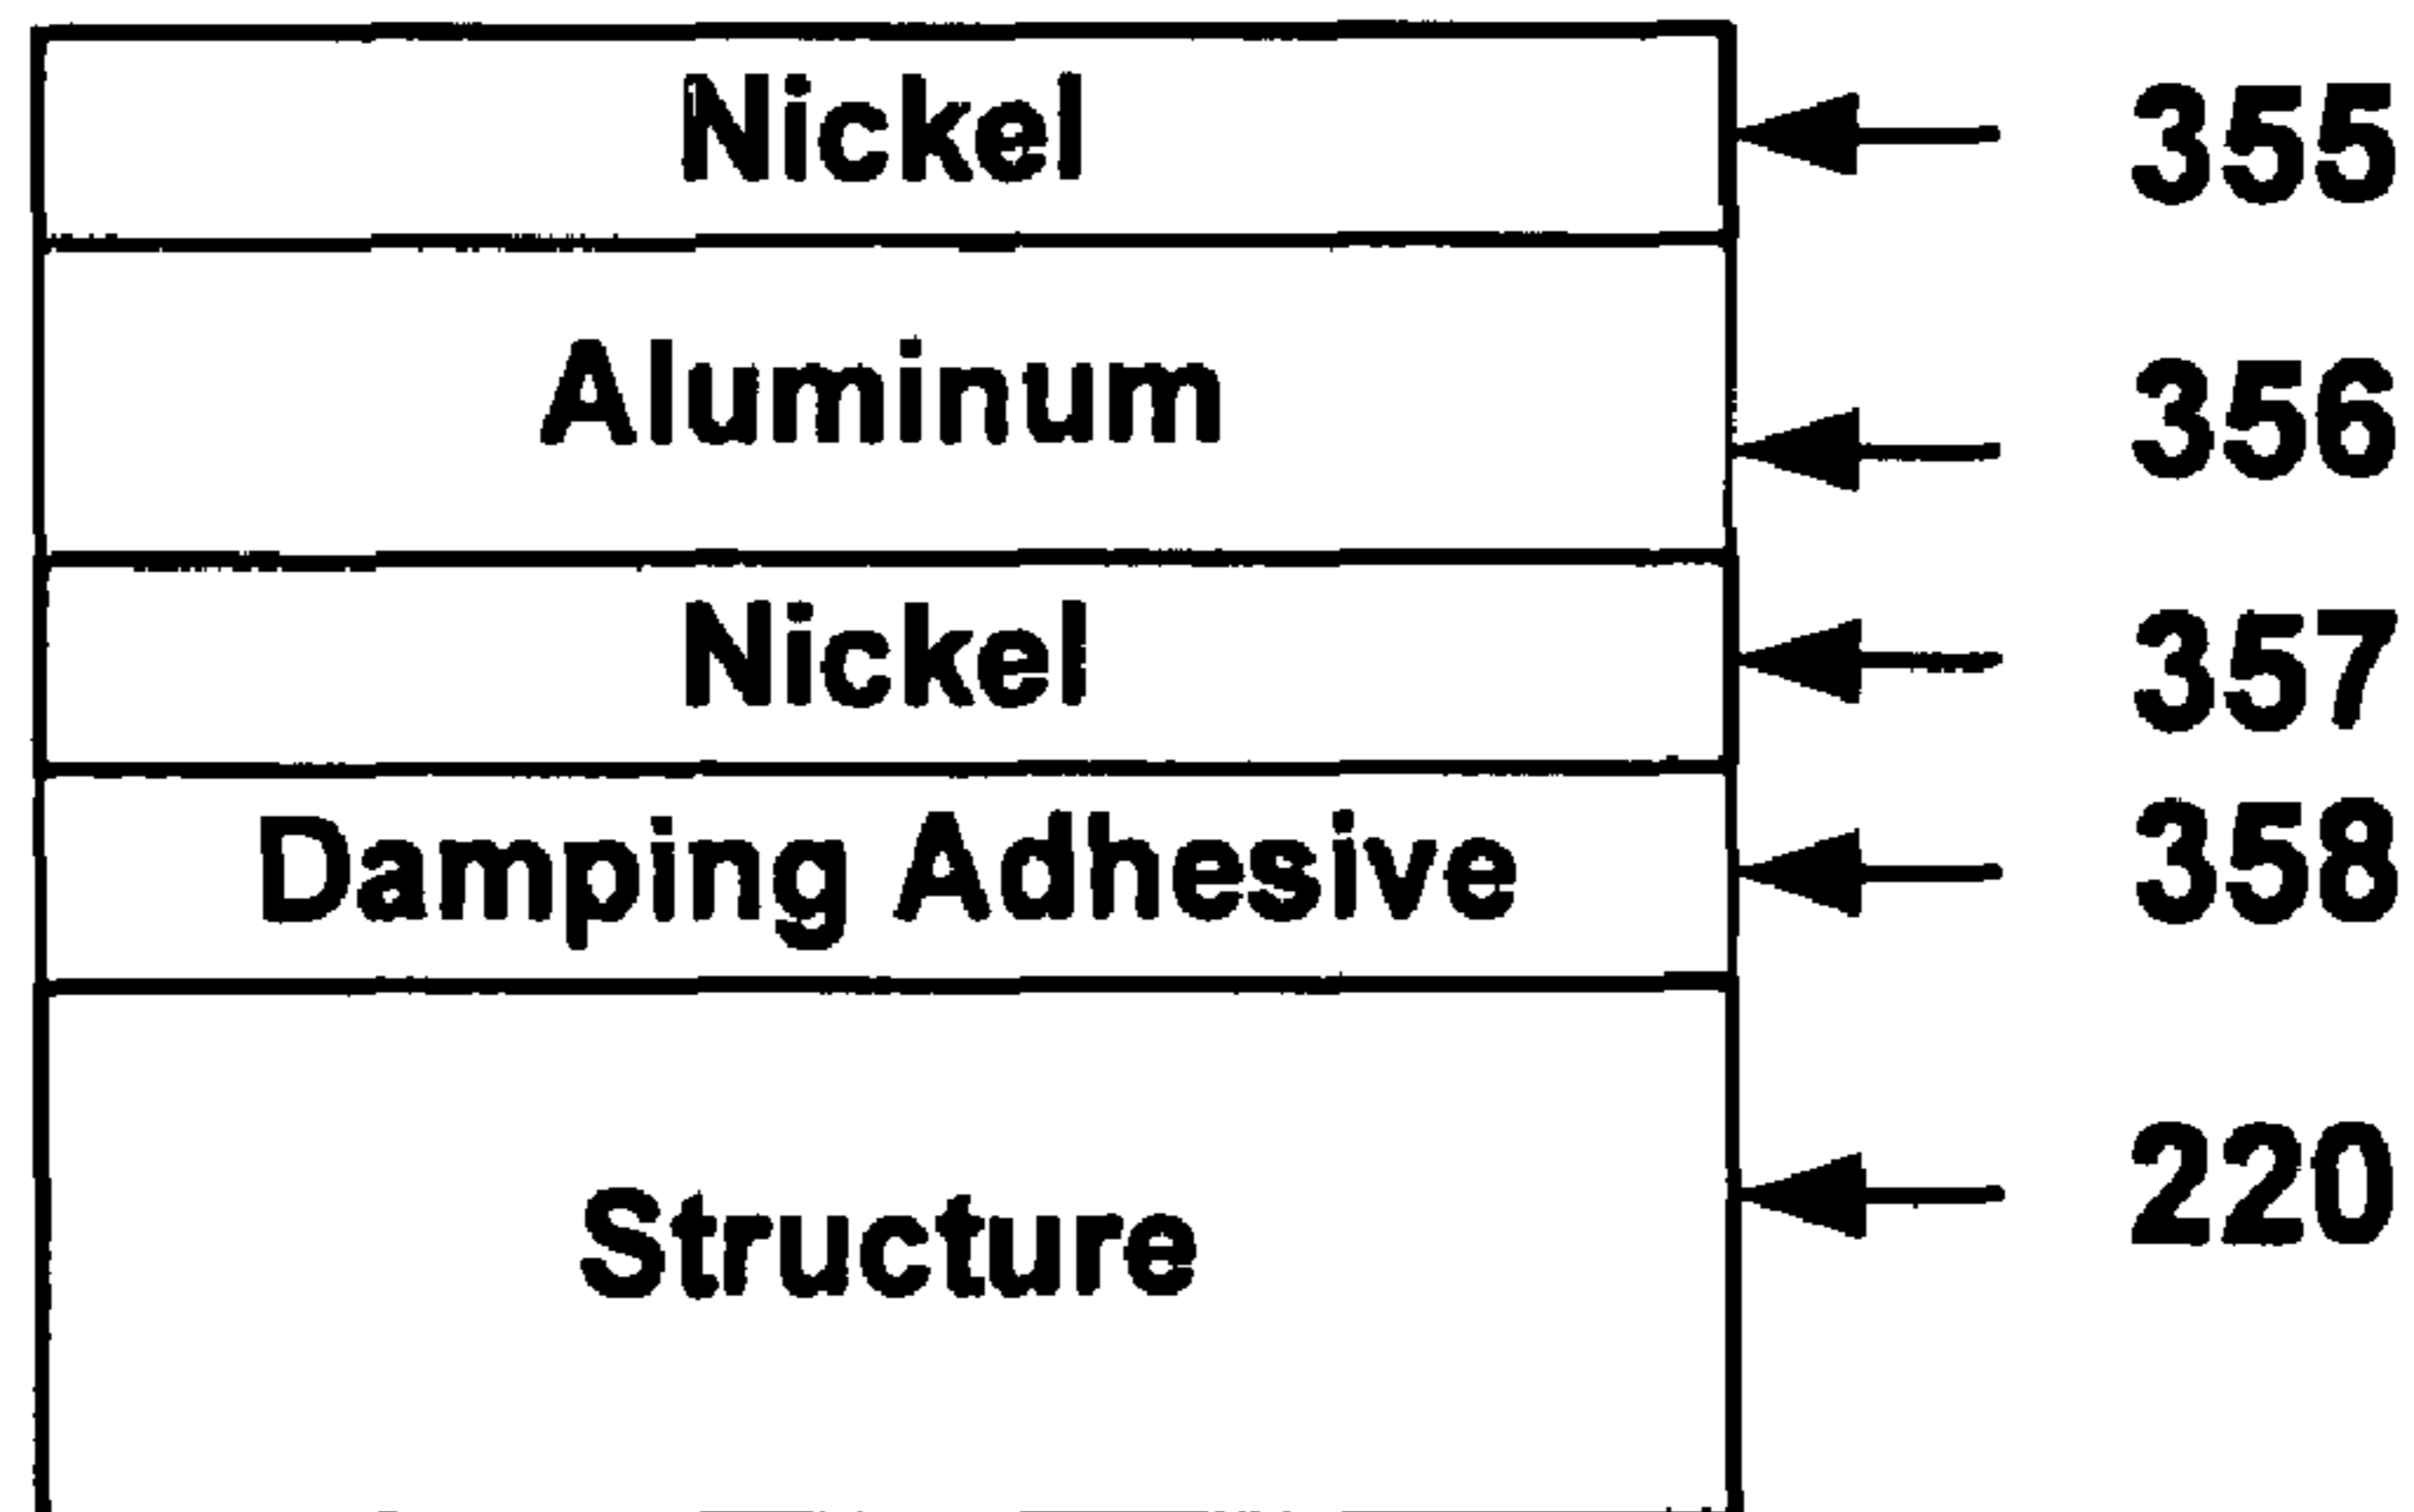 Nickel 355
Aluminum 356
Nickel 357
Damping Adhesive 358
Structure 220